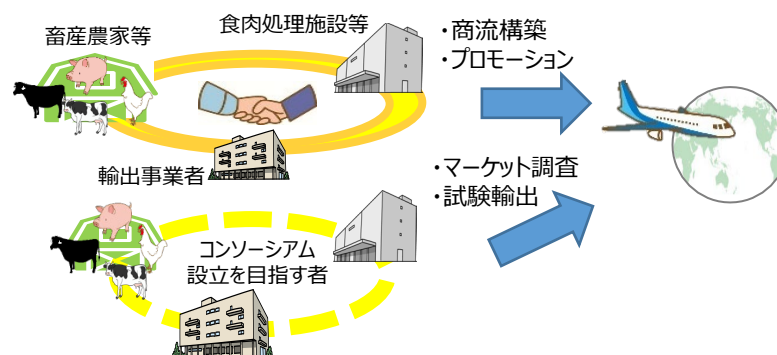 畜産農家等
食肉処理施設等
・商流構築
・プロモーション
輸出事業者
・マーケット調査
・試験輸出
コンソーシアム
設立を目指す者